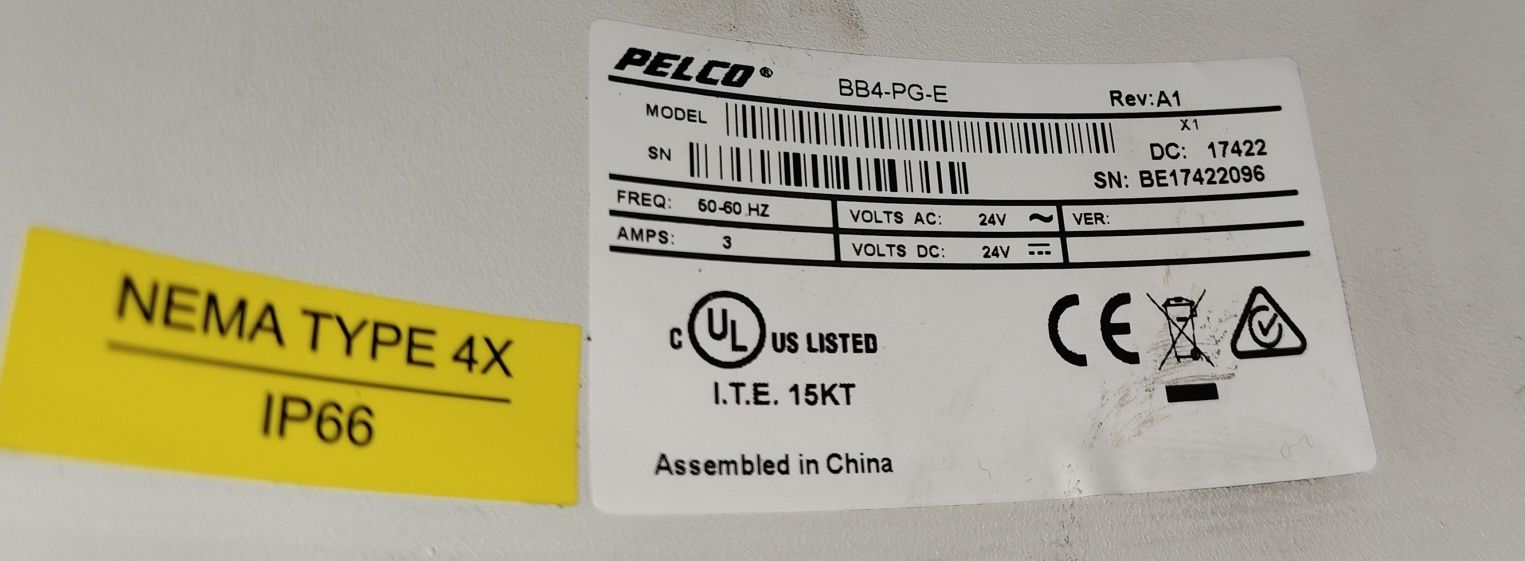 PELCO®
BB4-PG-E
Rev:A1
MODEL
X1
DC: 17422
SN
SN: BE17422096
FREQ: 50-60 HZ
VOLTS AC: 24V
VER:
AMPS: 3
VOLTS DC: 24V
C UL US LISTED
I.T.E. 15KT
CE
Assembled in China
NEMA TYPE 4X
IP66